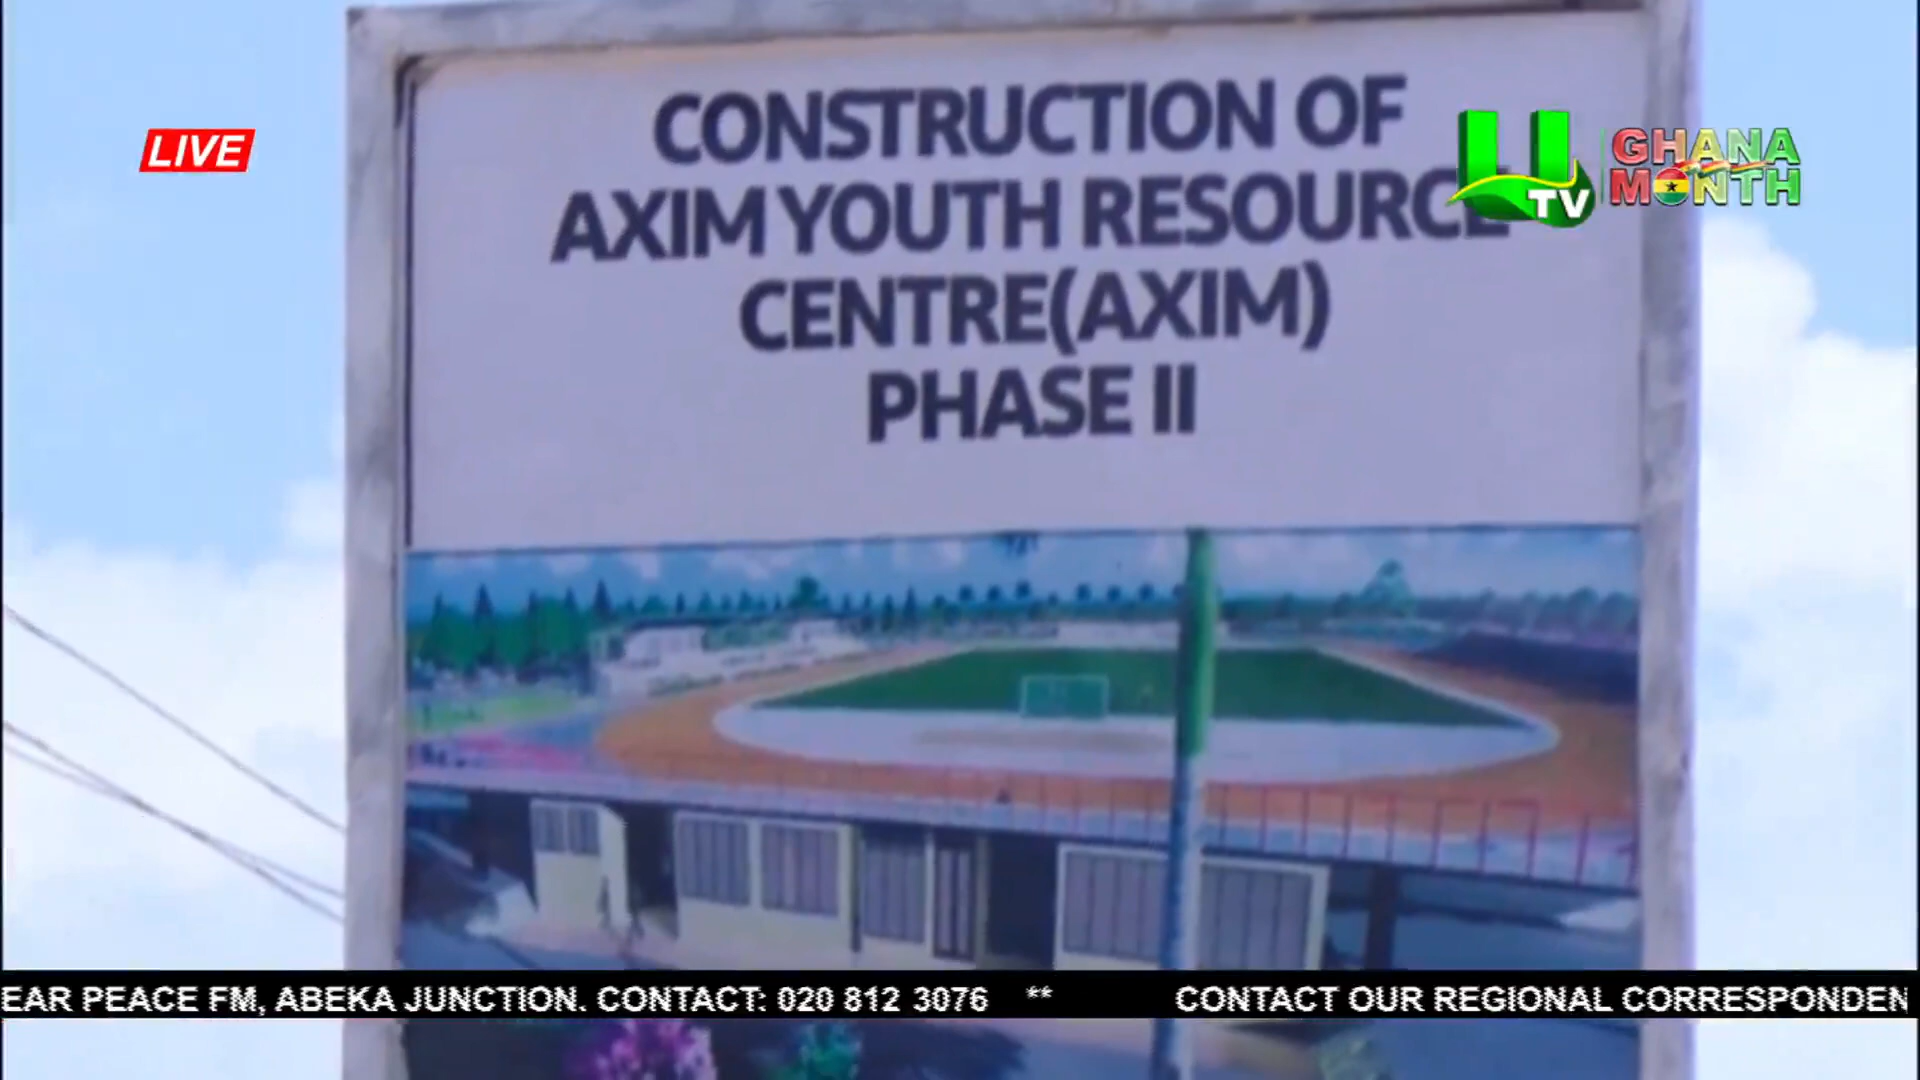 LIVE
CONSTRUCTION OF
AXIM YOUTH RESOURCE
CENTRE(AXIM)
PHASE II
UTV
GHANA
MONTH
EAR PEACE FM, ABEKA JUNCTION. CONTACT: 020 812 3076 ** CONTACT OUR REGIONAL CORRESPONDEN